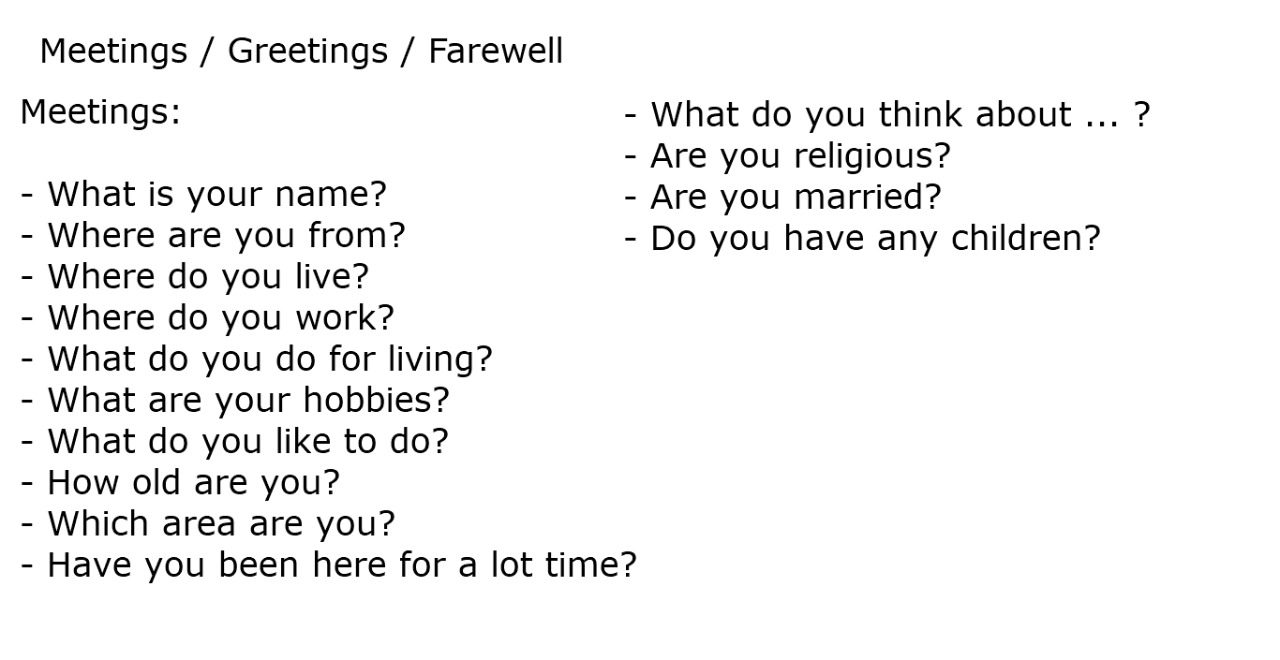 Meetings / Greetings / Farewell
Meetings:
- What is your name?
- Where are you from?
- Where do you live?
- Where do you work?
- What do you do for living?
- What are your hobbies?
- What do you like to do?
- How old are you?
- Which area are you?
- Have you been here for a lot time?
- What do you think about ... ?
- Are you religious?
- Are you married?
- Do you have any children?